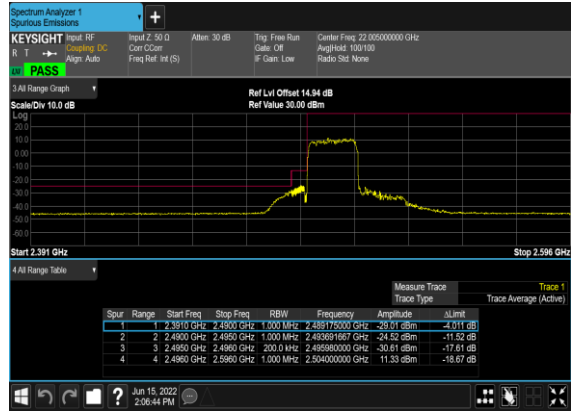 Spectrum Analyzer 1
Spurious Emissions
KEYSIGHT Input: RF Input Z: 50 Ω Atten: 30 dB Trig: Free Run Center Freq: 22.005000000 GHz
R T Coupling: DC Corr CCorr Gate: Off Avg|Hold: 100/100
Align: Auto Freq Ref: Int (S) IF Gain: Low Radio Std: None
PASS
3 All Range Graph
Ref Lvl Offset 14.94 dB
Scale/Div 10.0 dB Ref Value 30.00 dBm
Log
20.0
10.0
0.00
-10.0
-20.0
-30.0
-40.0
-50.0
-60.0
Start 2.391 GHz Stop 2.596 GHz
4 All Range Table
Measure Trace Trace 1
Trace Type Trace Average (Active)
Spur Range Start Freq Stop Freq RBW Frequency Amplitude ΔLimit
1 1 2.3910 GHz 2.4900 GHz 1.000 MHz 2.489175000 GHz -29.01 dBm -4.011 dB
2 2 2.4900 GHz 2.4950 GHz 1.000 MHz 2.493691667 GHz -24.52 dBm -11.52 dB
3 3 2.4950 GHz 2.4960 GHz 200.0 kHz 2.495980000 GHz -30.61 dBm -17.61 dB
4 4 2.4960 GHz 2.5960 GHz 1.000 MHz 2.504000000 GHz 11.33 dBm -18.67 dB
Jun 15, 2022
2:06:44 PM